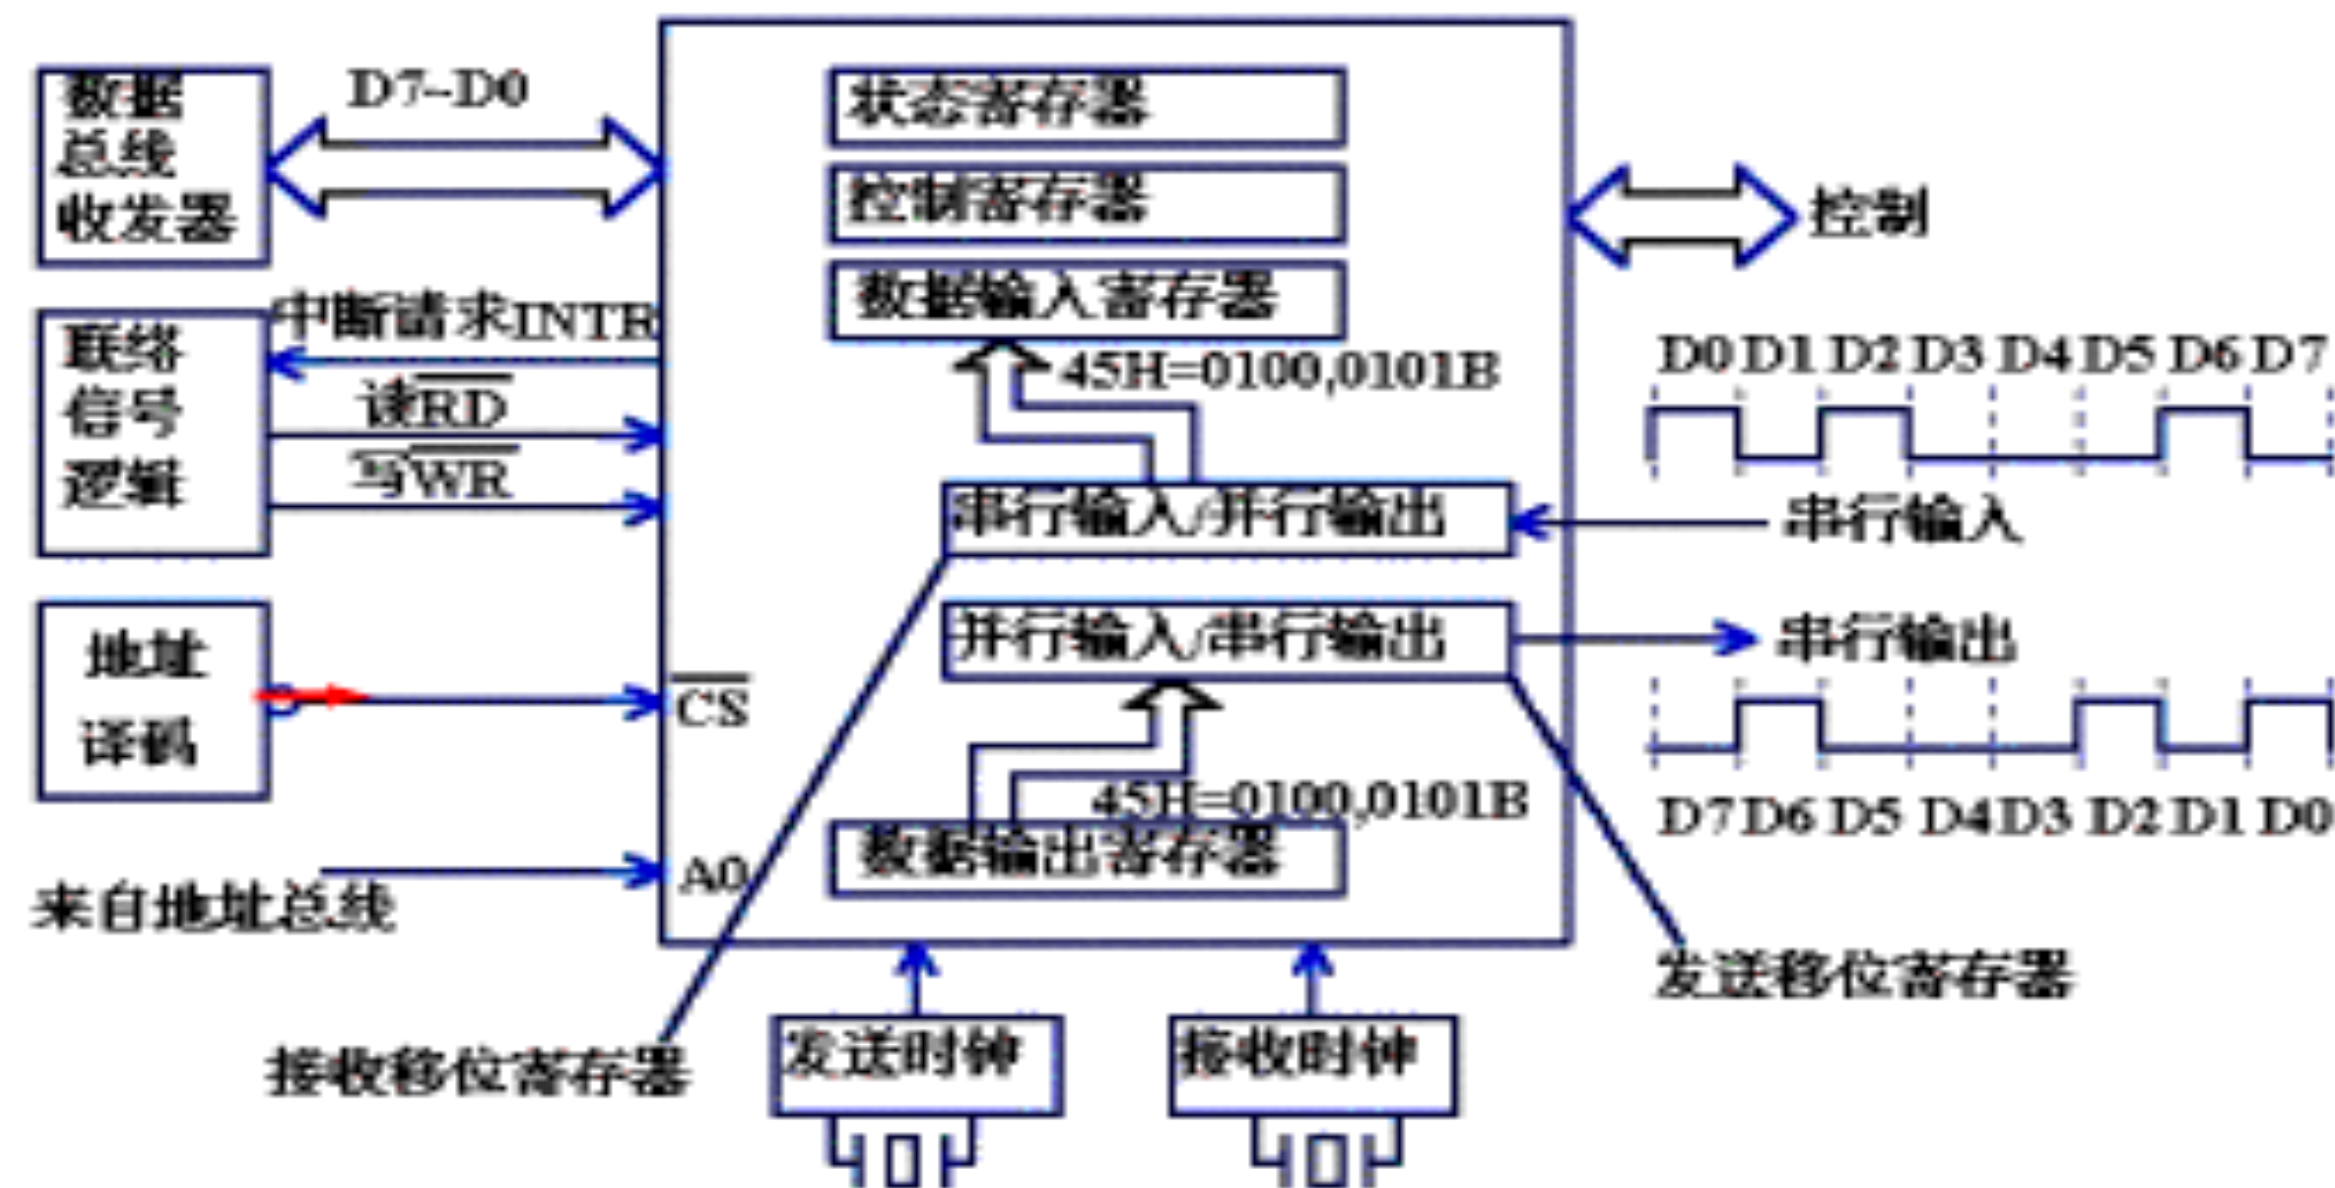 数据
总线
收发器
D7~D0
联络
信号
逻辑
中断请求INTR
读RD
写WR
地址
译码
CS
来自地址总线
A0
状态寄存器
控制寄存器
数据输入寄存器
45H=0100,0101B
串行输入/并行输出
并行输入/串行输出
45H=0100,0101B
数据输出寄存器
控制
D0 D1 D2 D3 D4 D5 D6 D7
串行输入
串行输出
D7 D6 D5 D4 D3 D2 D1 D0
发送移位寄存器
接收移位寄存器
发送时钟
接收时钟